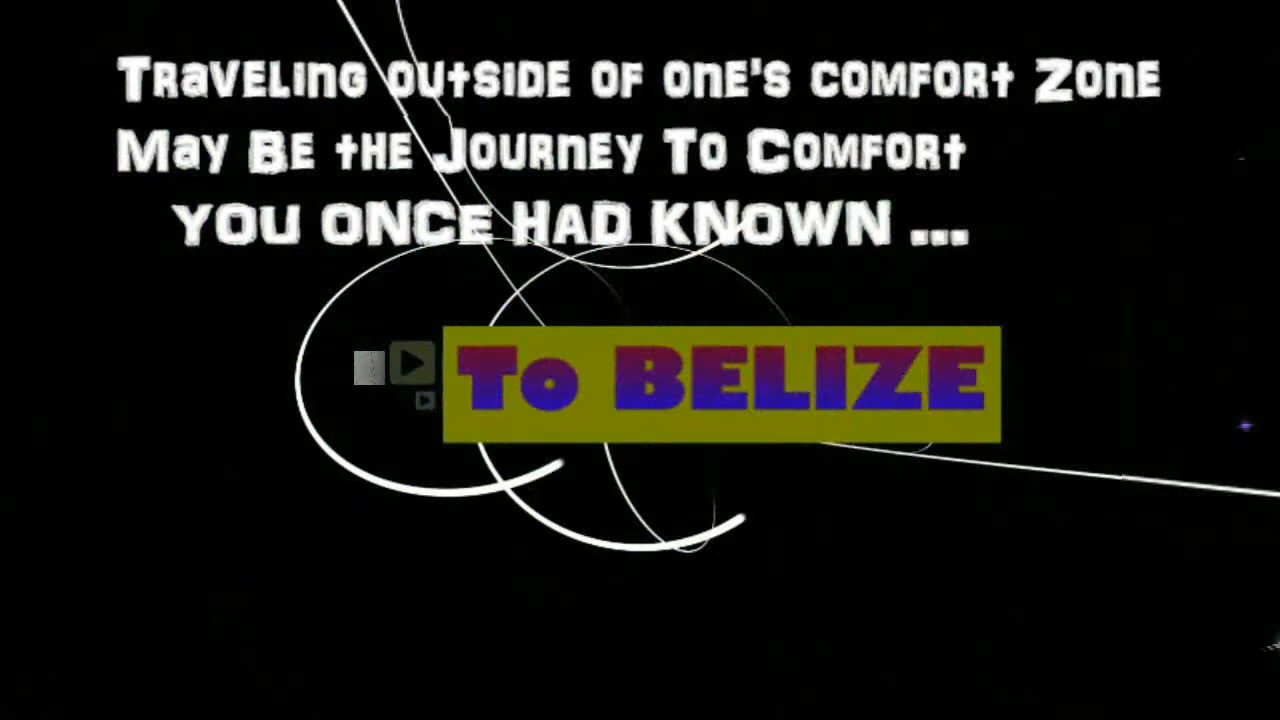 Traveling outside of one's comfort Zone
May Be the Journey To Comfort
YOU ONCE HAD KNOWN ...
To BELIZE